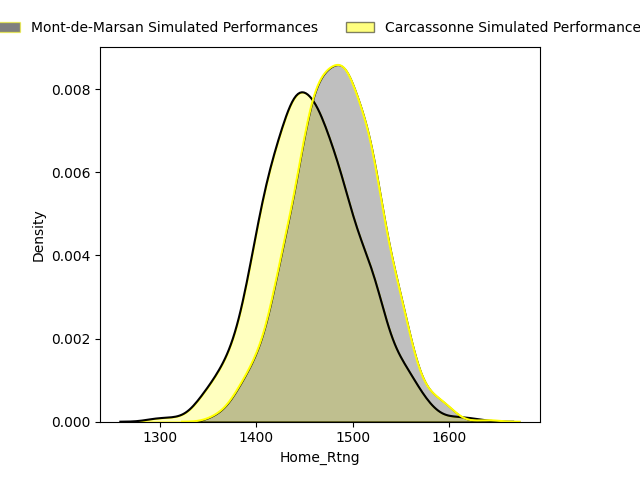 Mont-de-Marsan Simulated Performances
Carcassonne Simulated Performance
0.008
0.006
0.004
0.002
0.000
Density
1300 1400 1500 1600
Home_Rtng